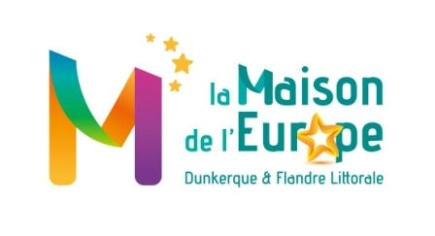 M
la Maison
de l'Europe
Dunkerque & Flandre Littorale